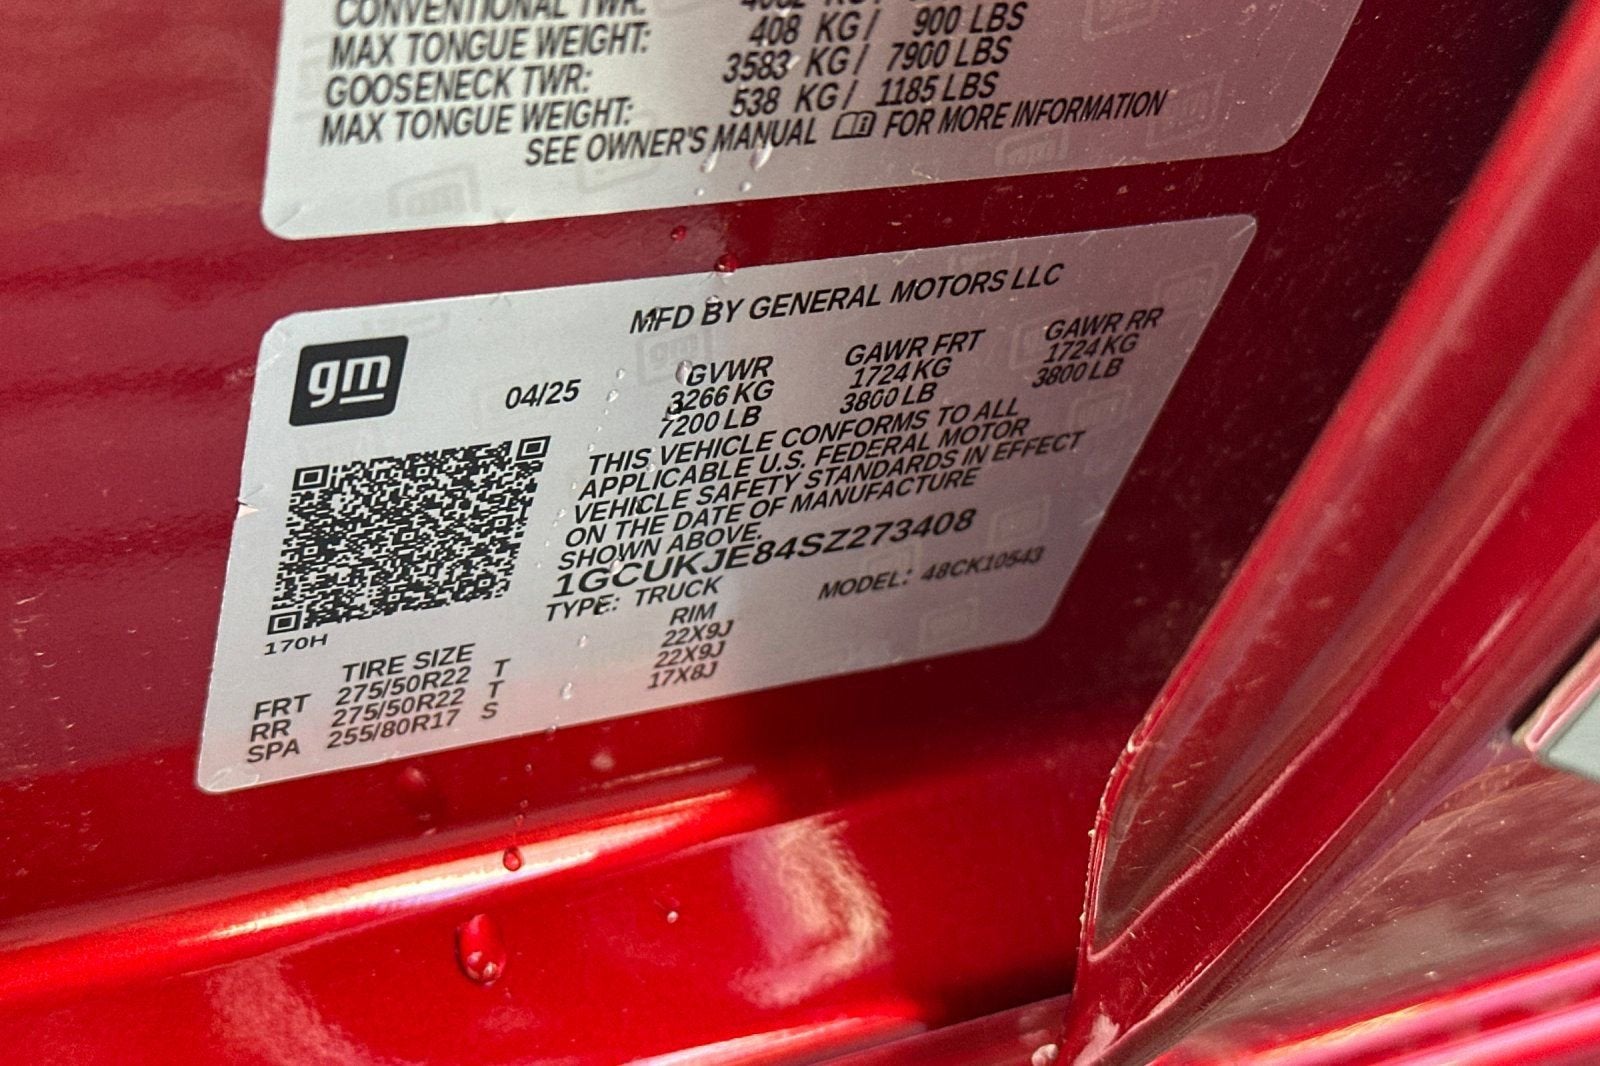 CONVENTIONAL TWR:
MAX TONGUE WEIGHT: 408 KG / 900 LBS
GOOSENECK TWR: 3583 KG / 7900 LBS
MAX TONGUE WEIGHT: 538 KG / 1185 LBS
SEE OWNER'S MANUAL FOR MORE INFORMATION
MFD BY GENERAL MOTORS LLC
gm
04/25
GVWR GAWR FRT GAWR RR
3266 KG 1724 KG 1724 KG
7200 LB 3800 LB 3800 LB
THIS VEHICLE CONFORMS TO ALL
APPLICABLE U.S. FEDERAL MOTOR
VEHICLE SAFETY STANDARDS IN EFFECT
ON THE DATE OF MANUFACTURE
SHOWN ABOVE.
1GCUKJE84SZ273408
TYPE: TRUCK MODEL: 48CK10543
170H
TIRE SIZE RIM
FRT 275/50R22 T 22X9J
RR 275/50R22 T 22X9J
SPA 255/80R17 S 17X8J